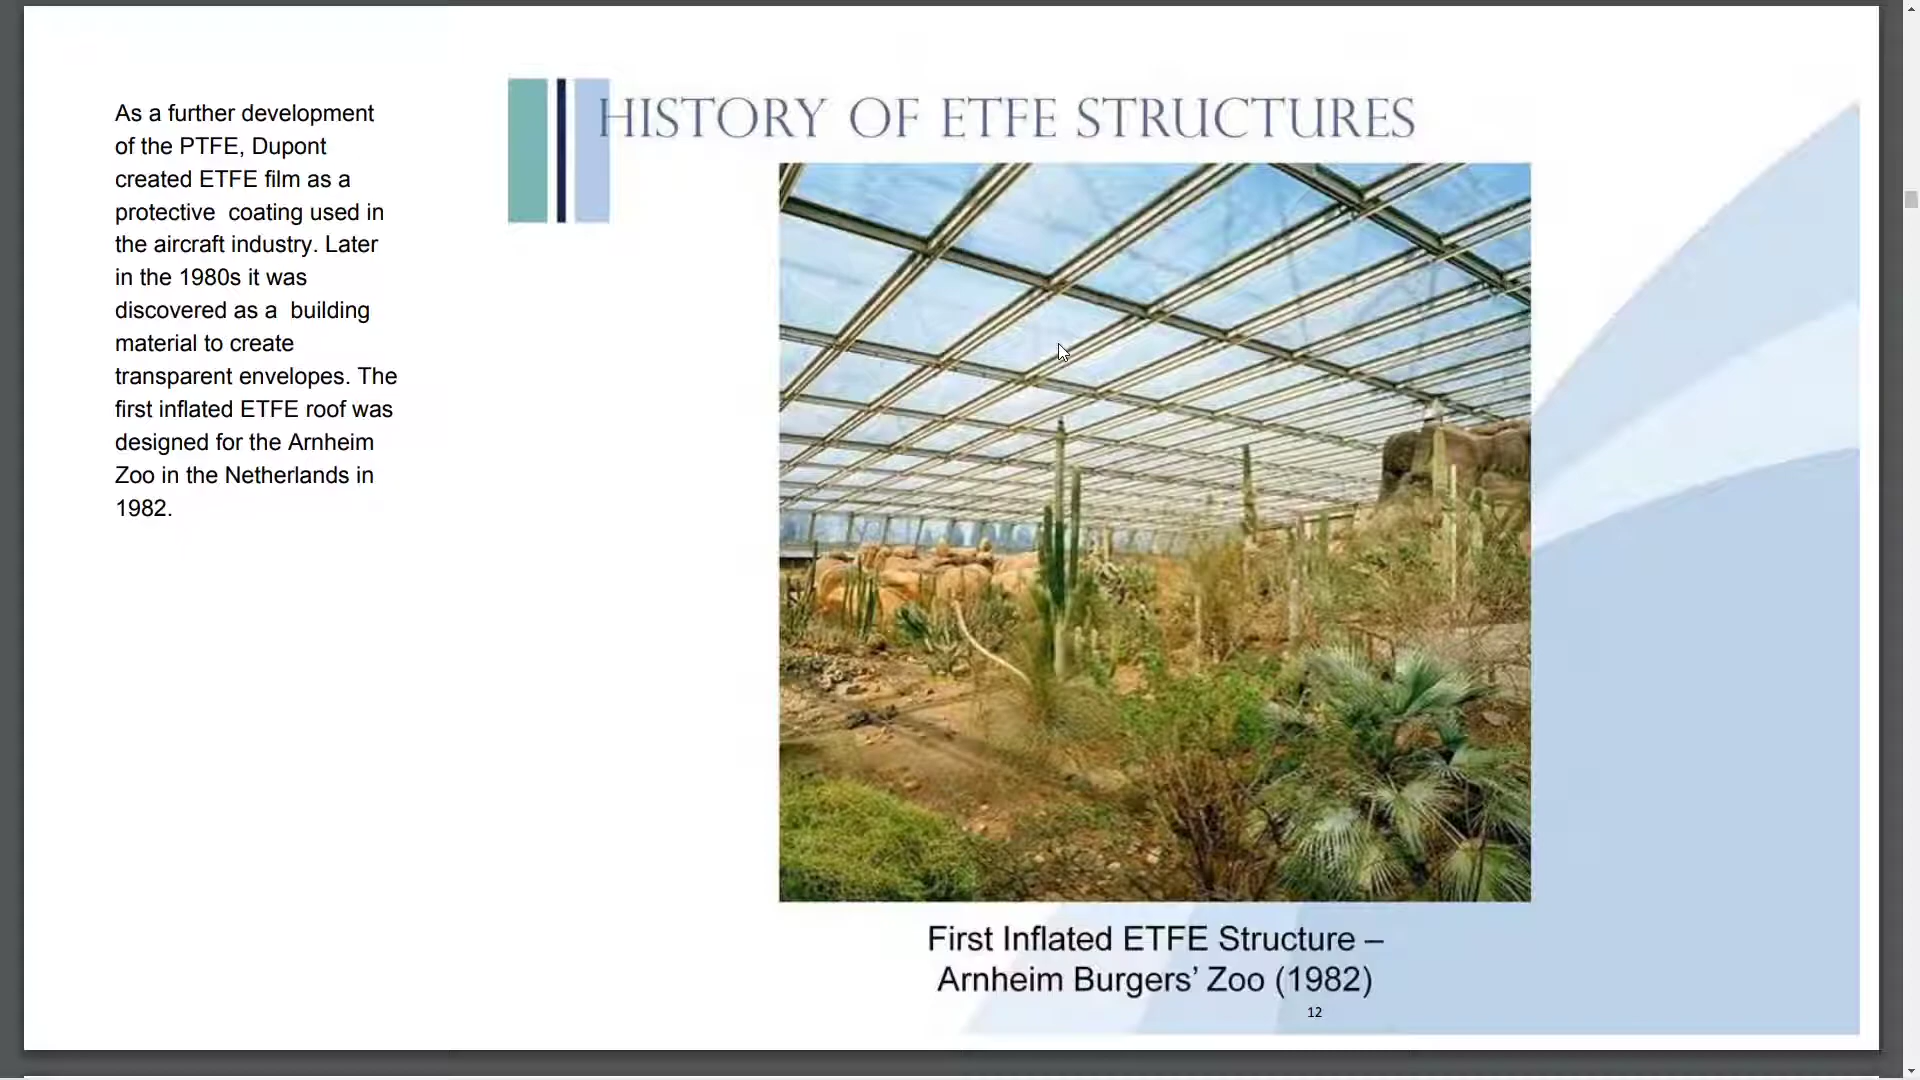 HISTORY OF ETFE STRUCTURES
As a further development
of the PTFE, Dupont
created ETFE film as a
protective  coating used in
the aircraft industry. Later
in the 1980s it was
discovered as a  building
material to create
transparent envelopes. The
first inflated ETFE roof was
designed for the Arnheim
Zoo in the Netherlands in
1982.
First Inflated ETFE Structure –
Arnheim Burgers’ Zoo (1982)
12